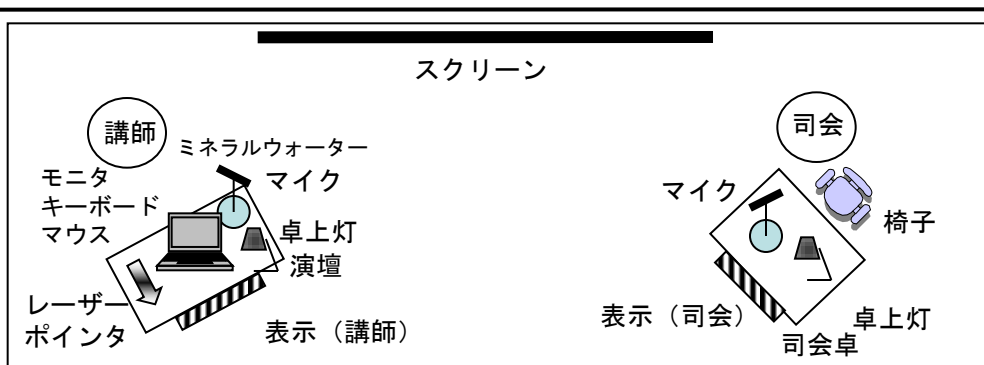 スクリーン
講師
ミネラルウォーター
モニタ
キーボード
マウス
マイク
卓上灯
演壇
レーザー
ポインタ
表示（講師）
司会
マイク
椅子
表示（司会）
卓上灯
司会卓